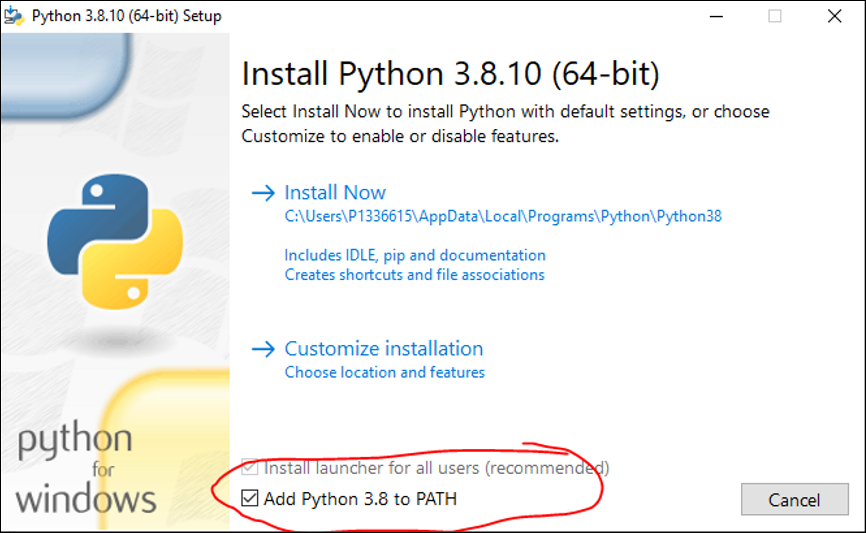 Python 3.8.10 (64-bit) Setup
Install Python 3.8.10 (64-bit)
Select Install Now to install Python with default settings, or choose
Customize to enable or disable features.
Install Now
C:\Users\P1336615\AppData\Local\Programs\Python\Python38
Includes IDLE, pip and documentation
Creates shortcuts and file associations
Customize installation
Choose location and features
python
for
windows
Install launcher for all users (recommended)
Add Python 3.8 to PATH
Cancel